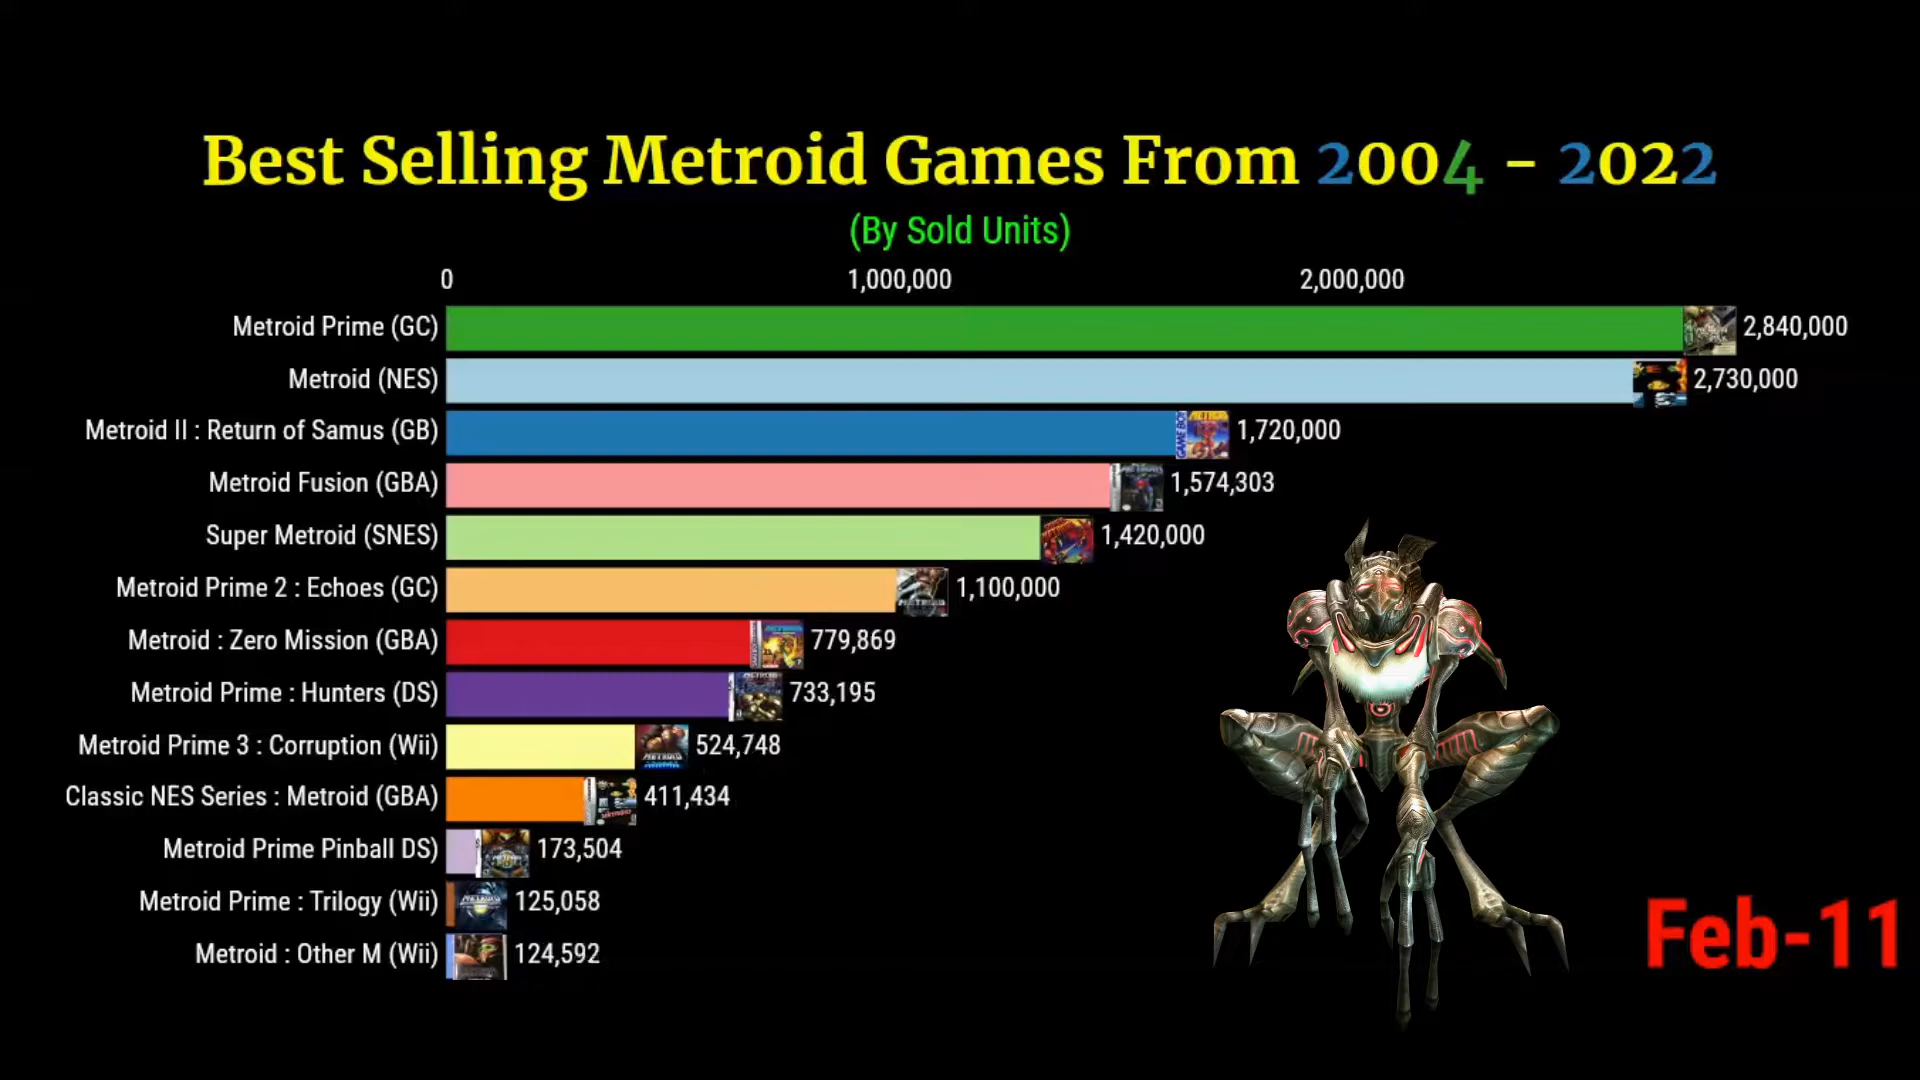 Best Selling Metroid Games From 2004 - 2022
(By Sold Units)
0 1,000,000 2,000,000
Metroid Prime (GC) 2,840,000
Metroid (NES) 2,730,000
Metroid II : Return of Samus (GB) 1,720,000
Metroid Fusion (GBA) 1,574,303
Super Metroid (SNES) 1,420,000
Metroid Prime 2 : Echoes (GC) 1,100,000
Metroid : Zero Mission (GBA) 779,869
Metroid Prime : Hunters (DS) 733,195
Metroid Prime 3 : Corruption (Wii) 524,748
Classic NES Series : Metroid (GBA) 411,434
Metroid Prime Pinball DS) 173,504
Metroid Prime : Trilogy (Wii) 125,058
Metroid : Other M (Wii) 124,592
Feb-11